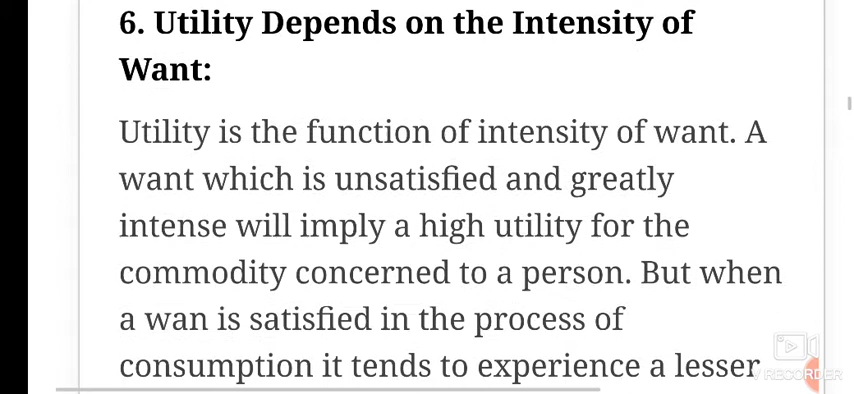 6. Utility Depends on the Intensity of
Want:
Utility is the function of intensity of want. A
want which is unsatisfied and greatly
intense will imply a high utility for the
commodity concerned to a person. But when
a wan is satisfied in the process of
consumption it tends to experience a lesser
V RECORDER